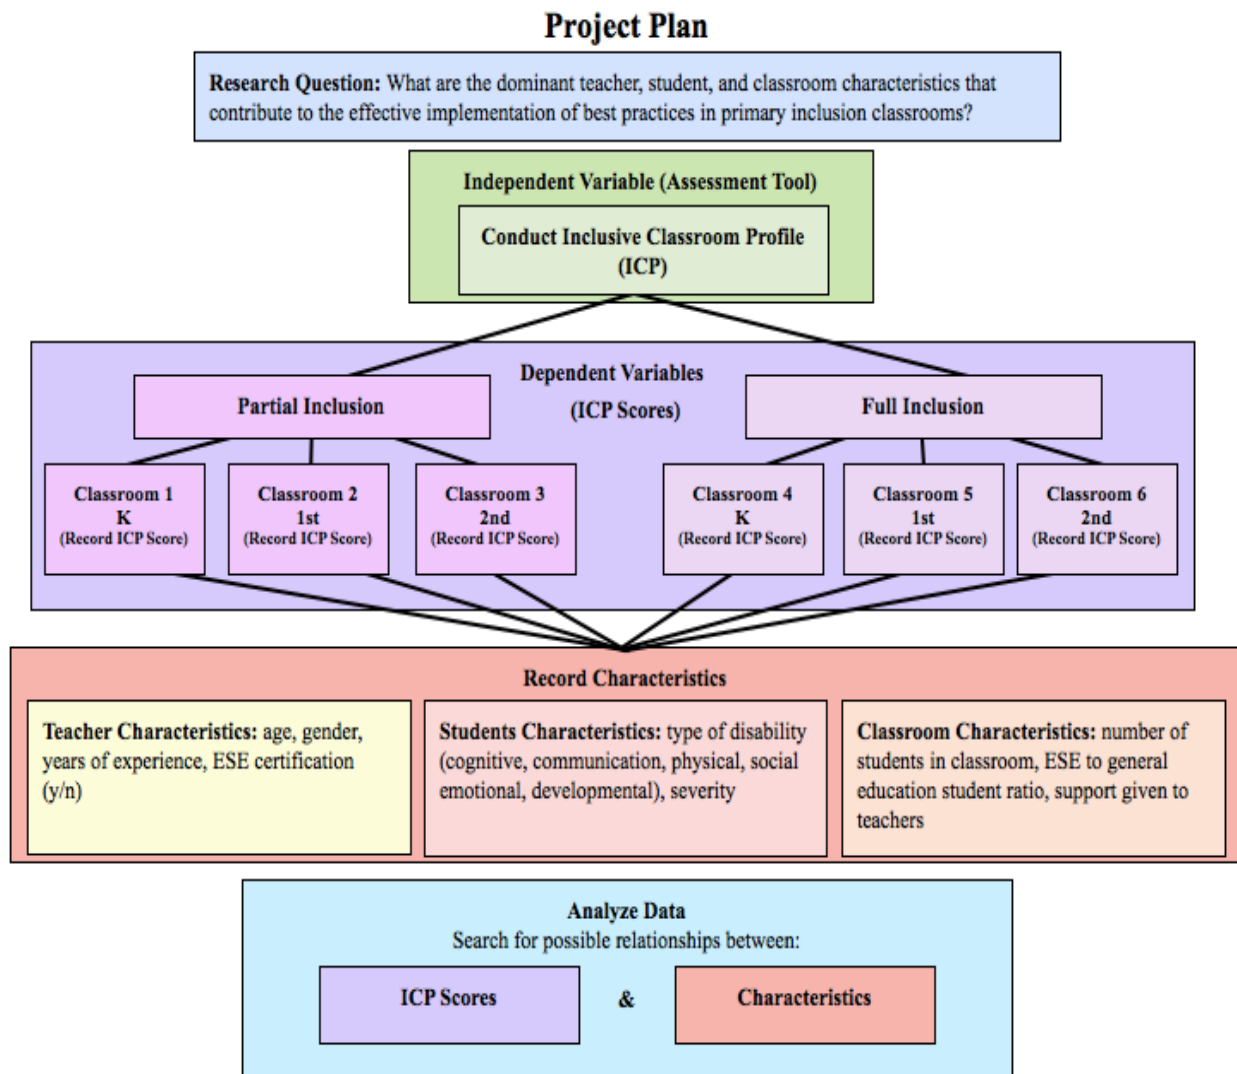 Project Plan
Research Question: What are the dominant teacher, student, and classroom characteristics that
contribute to the effective implementation of best practices in primary inclusion classrooms?
Independent Variable (Assessment Tool)
Conduct Inclusive Classroom Profile
(ICP)
Dependent Variables
(ICP Scores)
Partial Inclusion
Full Inclusion
Classroom 1
K
(Record ICP Score)
Classroom 2
1st
(Record ICP Score)
Classroom 3
2nd
(Record ICP Score)
Classroom 4
K
(Record ICP Score)
Classroom 5
1st
(Record ICP Score)
Classroom 6
2nd
(Record ICP Score)
Record Characteristics
Teacher Characteristics: age, gender,
years of experience, ESE certification
(y/n)
Students Characteristics: type of disability
(cognitive, communication, physical, social
emotional, developmental), severity
Classroom Characteristics: number of
students in classroom, ESE to general
education student ratio, support given to
teachers
Analyze Data
Search for possible relationships between:
ICP Scores
&
Characteristics